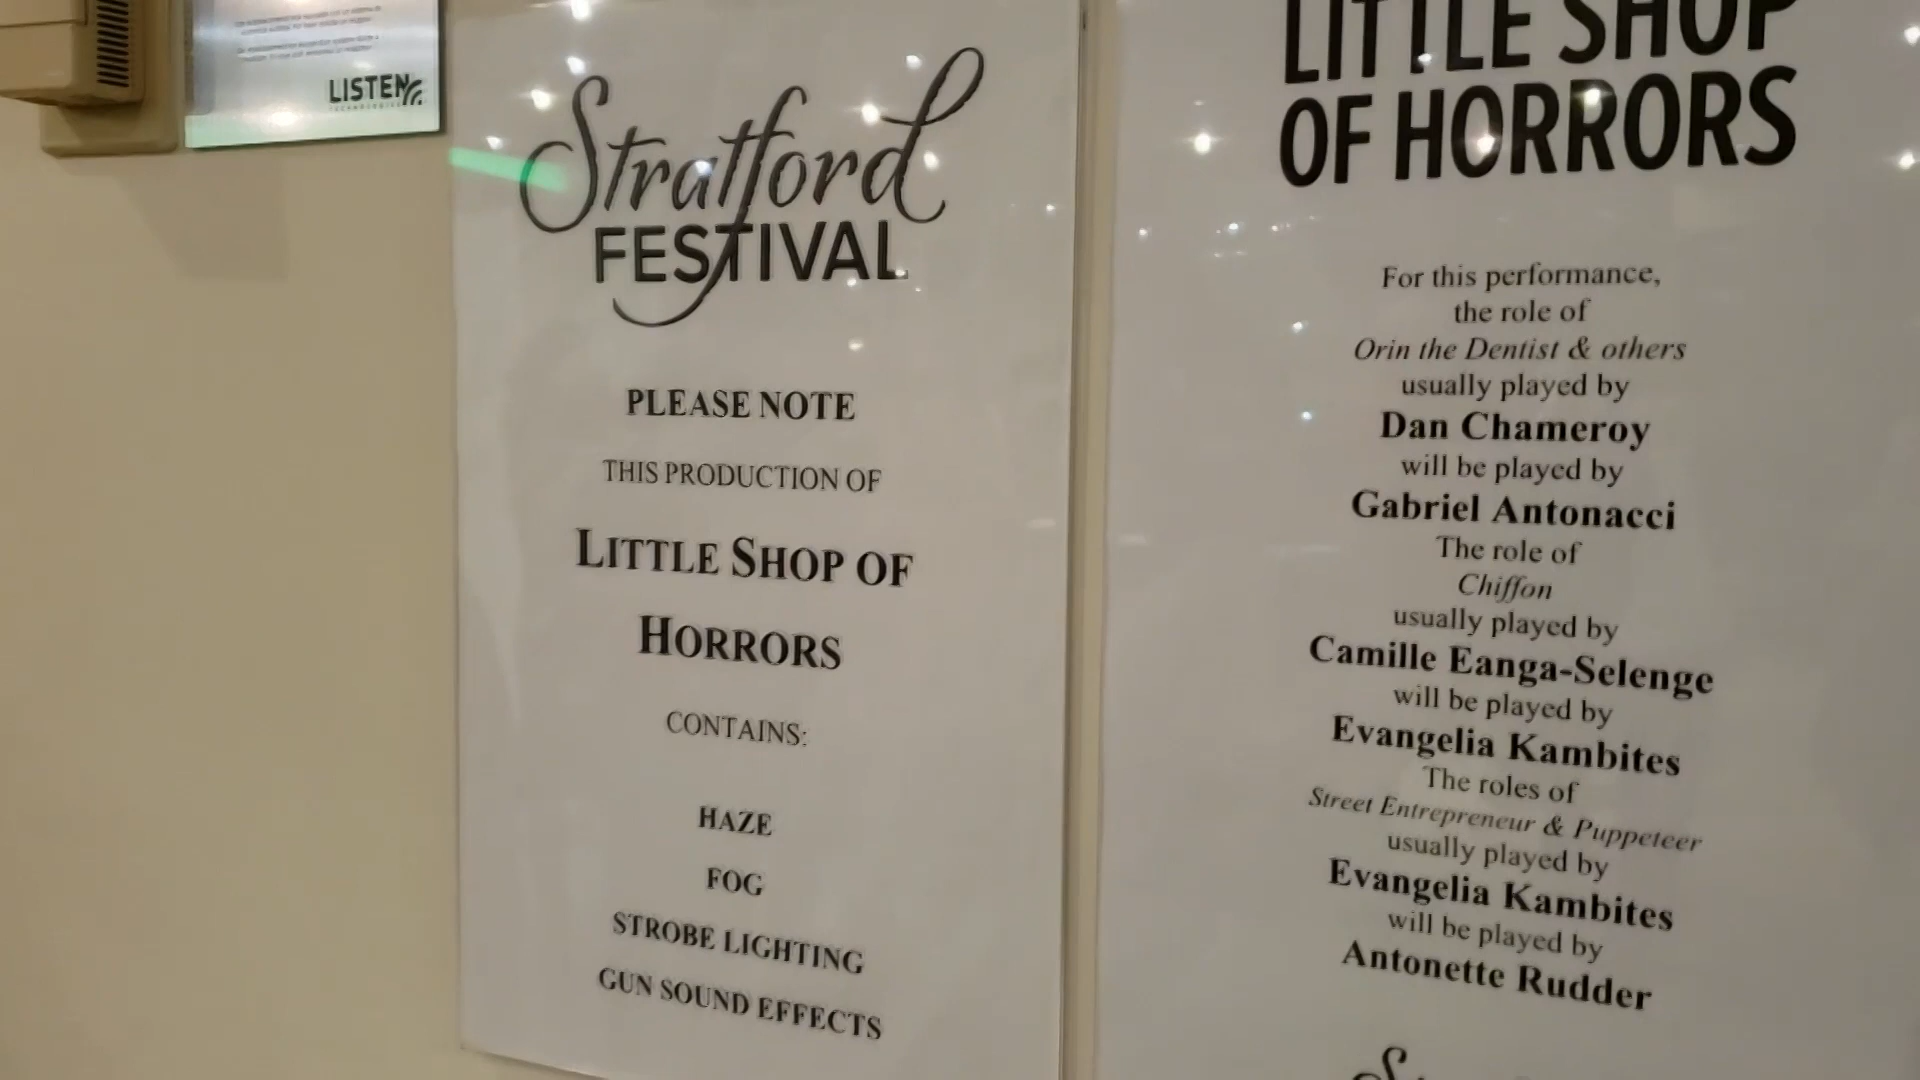 LISTEN
TECHNOLOGIES
Stratford
FESTIVAL
PLEASE NOTE
THIS PRODUCTION OF
LITTLE SHOP OF
HORRORS
CONTAINS:
HAZE
FOG
STROBE LIGHTING
GUN SOUND EFFECTS
LITTLE SHOP
OF HORRORS
For this performance,
the role of
Orin the Dentist & others
usually played by
Dan Chameroy
will be played by
Gabriel Antonacci
The role of
Chiffon
usually played by
Camille Eanga-Selenge
will be played by
Evangelia Kambites
The roles of
Street Entrepreneur & Puppeteer
usually played by
Evangelia Kambites
will be played by
Antonette Rudder